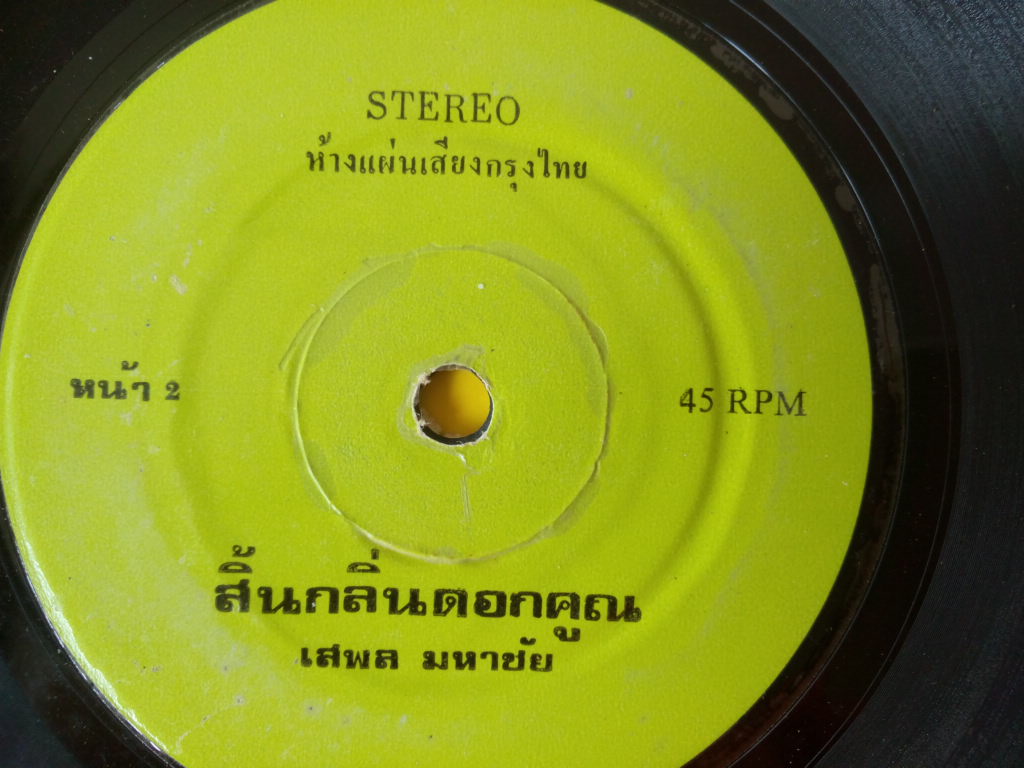 STEREO
ห้างแผ่นเสียงกรุงไทย
หน้า 2
45 RPM
สิ้นกลิ่นดอกคูณ
เสพล มหาชัย